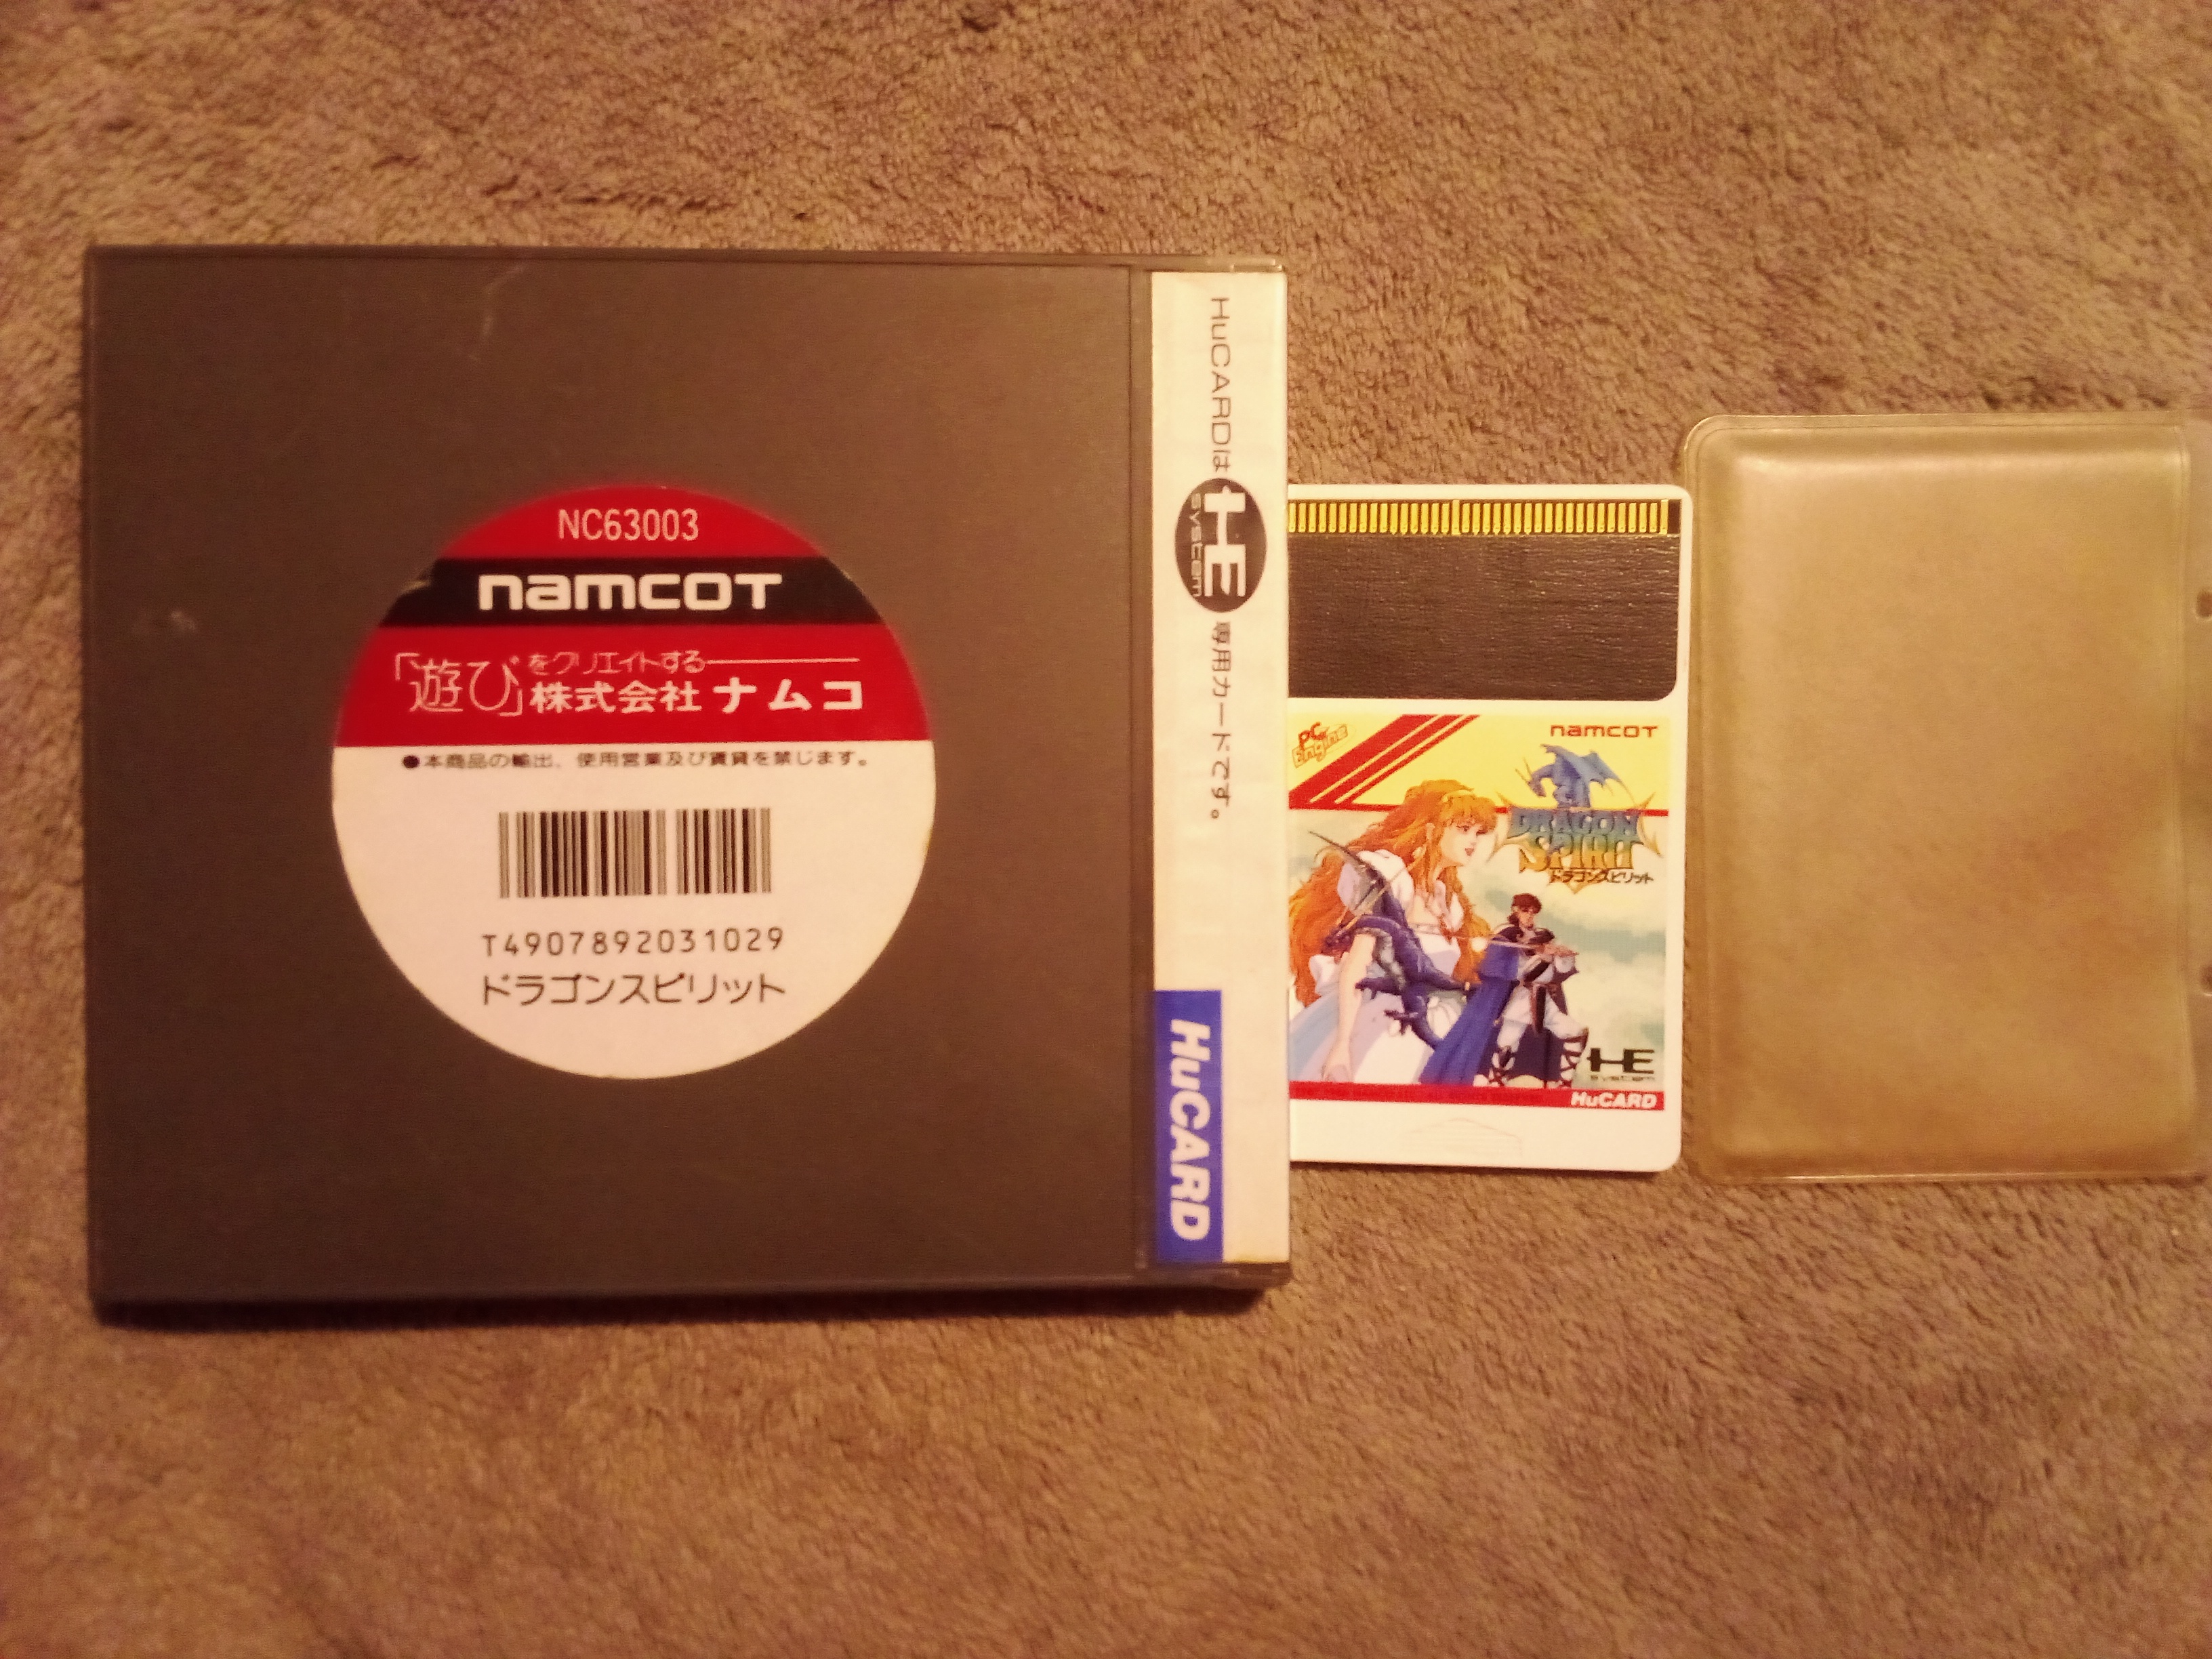 NC63003
namcot
「遊び」をクリエイトする
株式会社ナムコ
●本商品の輸出、使用営業及び賃貸を禁じます。
T4907892031029
ドラゴンスピリット
HuCARDは HE system 専用カードです。
HuCARD
PC Engine
namcot
DRAGON
SPIRIT
ドラゴンスピリット
HE
system
HuCARD